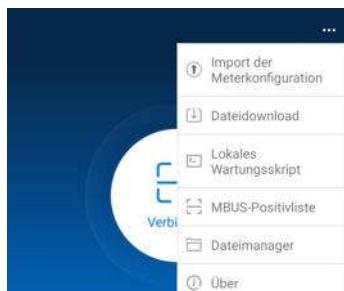 Import der
Meterkonfiguration
Dateidownload
Lokales
Wartungsskript
MBUS-Positivliste
Verbi
Dateimanager
Über